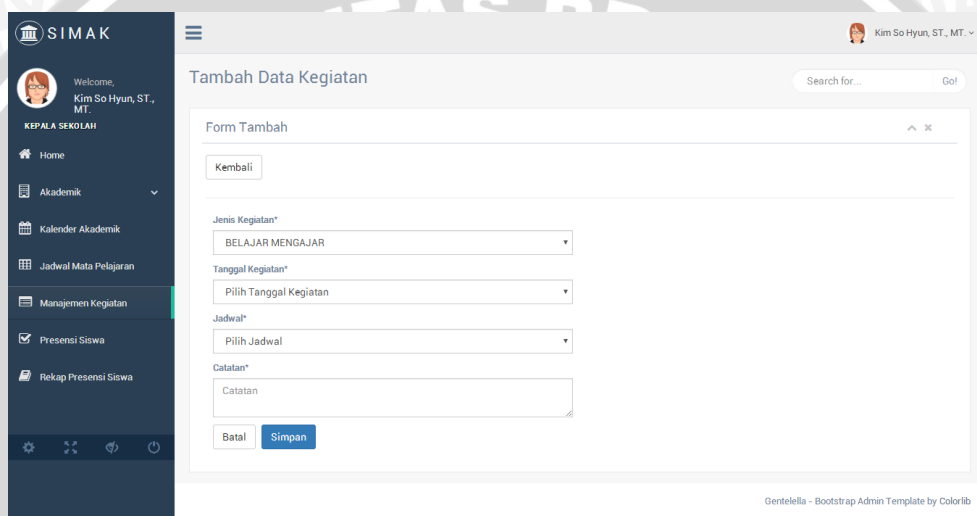 SIMAK
Kim So Hyun, ST., MT.
Welcome,
Kim So Hyun, ST.,
MT.
KEPALA SEKOLAH
Home
Akademik
Kalender Akademik
Jadwal Mata Pelajaran
Manajemen Kegiatan
Presensi Siswa
Rekap Presensi Siswa
Tambah Data Kegiatan
Search for...
Go!
Form Tambah
Kembali
Jenis Kegiatan*
BELAJAR MENGAJAR
Tanggal Kegiatan*
Pilih Tanggal Kegiatan
Jadwal*
Pilih Jadwal
Catatan*
Catatan
Batal
Simpan
Gentelella - Bootstrap Admin Template by Colorlib